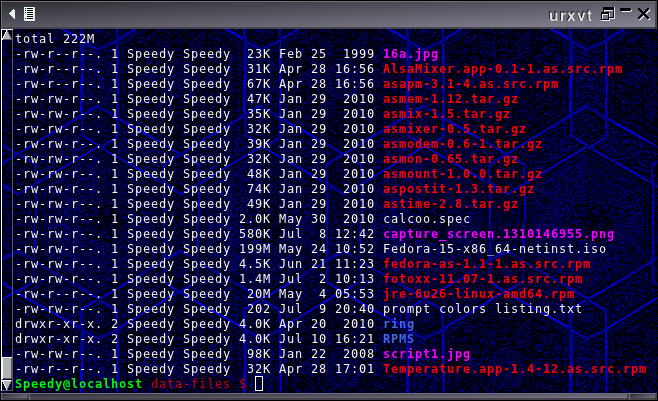 urxvt
total 222M
-rw-r--r--. 1 Speedy Speedy  23K Feb 25  1999 16a.jpg
-rw-r--r--. 1 Speedy Speedy  31K Apr 28 16:56 AlsaMixer.app-0.1-1.as.src.rpm
-rw-r--r--. 1 Speedy Speedy  67K Apr 28 16:56 asapm-3.1-4.as.src.rpm
-rw-rw-r--. 1 Speedy Speedy  47K Jan 29  2010 asmem-1.12.tar.gz
-rw-rw-r--. 1 Speedy Speedy  35K Jan 29  2010 asmix-1.5.tar.gz
-rw-rw-r--. 1 Speedy Speedy  32K Jan 29  2010 asmixer-0.5.tar.gz
-rw-rw-r--. 1 Speedy Speedy  39K Jan 29  2010 asmodem-0.6-1.tar.gz
-rw-rw-r--. 1 Speedy Speedy  32K Jan 29  2010 asmon-0.65.tar.gz
-rw-rw-r--. 1 Speedy Speedy  48K Jan 29  2010 asmount-1.0.0.tar.gz
-rw-rw-r--. 1 Speedy Speedy  74K Jan 29  2010 aspostit-1.3.tar.gz
-rw-rw-r--. 1 Speedy Speedy  49K Jan 29  2010 astime-2.8.tar.gz
-rw-rw-r--. 1 Speedy Speedy 2.0K May 30  2010 calcoo.spec
-rw-rw-r--. 1 Speedy Speedy 580K Jul  8 12:42 capture_screen.1310146955.png
-rw-rw-r--. 1 Speedy Speedy 199M May 24 10:52 Fedora-15-x86_64-netinst.iso
-rw-rw-r--. 1 Speedy Speedy 4.5K Jun 21 11:23 fedora-as-1.1-1.as.src.rpm
-rw-rw-r--. 1 Speedy Speedy 1.4M Jul  2 10:13 fotoxx-11.07-1.as.src.rpm
-rw-r--r--. 1 Speedy Speedy  20M May  4 05:53 jre-6u26-linux-amd64.rpm
-rw-rw-r--. 1 Speedy Speedy  202 Jul  9 20:40 prompt colors listing.txt
drwxr-xr-x. 2 Speedy Speedy 4.0K Apr 20  2010 ring
drwxr-xr-x. 2 Speedy Speedy 4.0K Jul 10 16:21 RPMS
-rw-rw-r--. 1 Speedy Speedy  98K Jan 22  2008 script1.jpg
-rw-r--r--. 1 Speedy Speedy  32K Apr 28 17:01 Temperature.app-1.4-12.as.src.rpm
Speedy@localhost data-files $